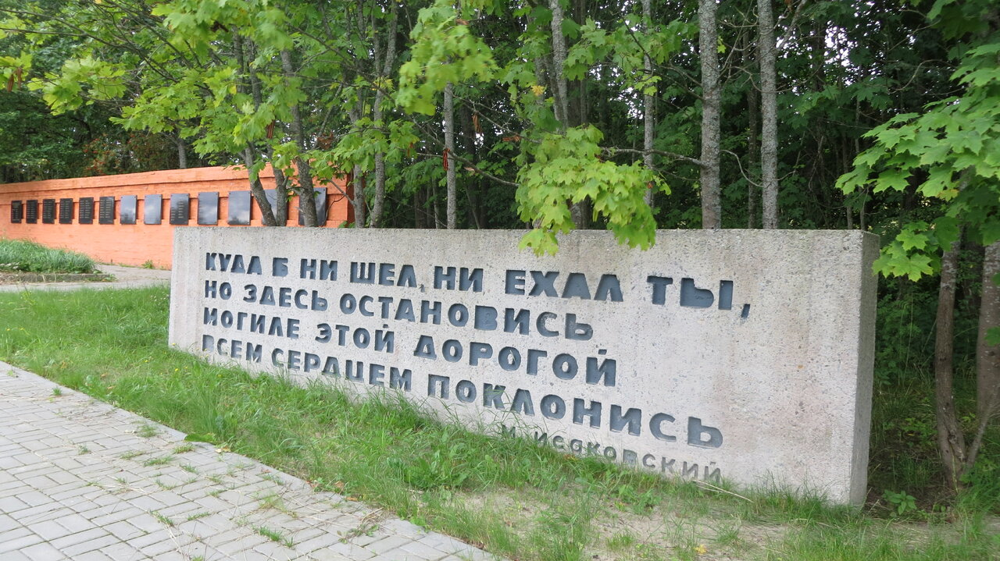 КУДА Б НИ ШЕЛ, НИ ЕХАЛ ТЫ,
НО ЗДЕСЬ ОСТАНОВИСЬ
МОГИЛЕ ЭТОЙ ДОРОГОЙ
ВСЕМ СЕРДЦЕМ ПОКЛОНИСЬ
М. Исаковский